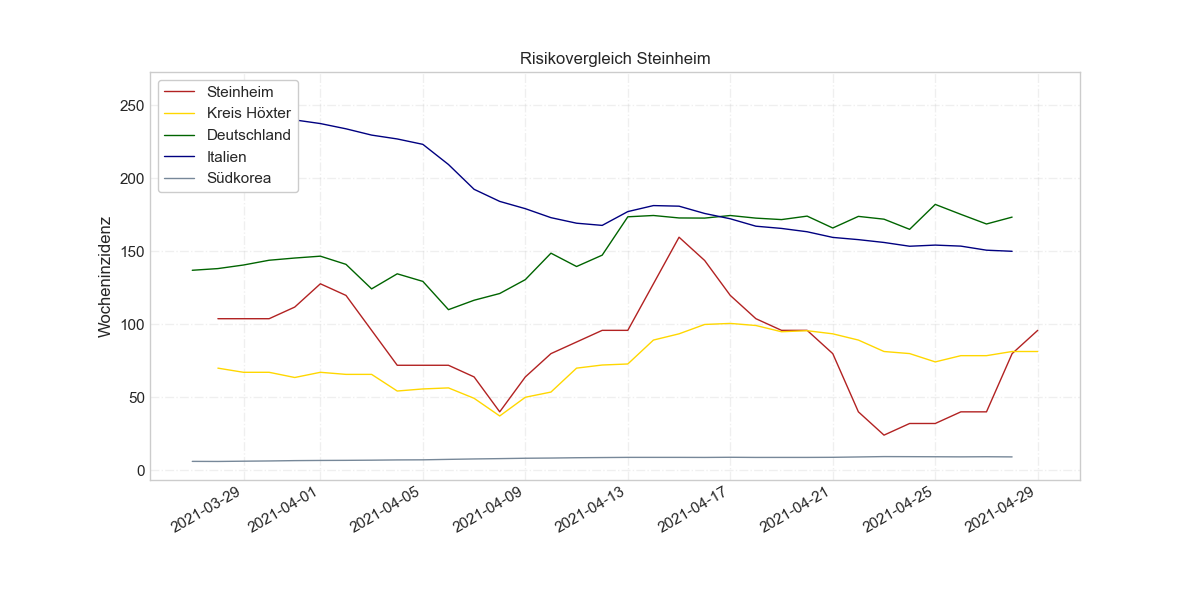 Risikovergleich Steinheim
Steinheim
Kreis Höxter
Deutschland
Italien
Südkorea
Wocheninzidenz
250
200
150
100
50
0
2021-03-29
2021-04-01
2021-04-05
2021-04-09
2021-04-13
2021-04-17
2021-04-21
2021-04-25
2021-04-29